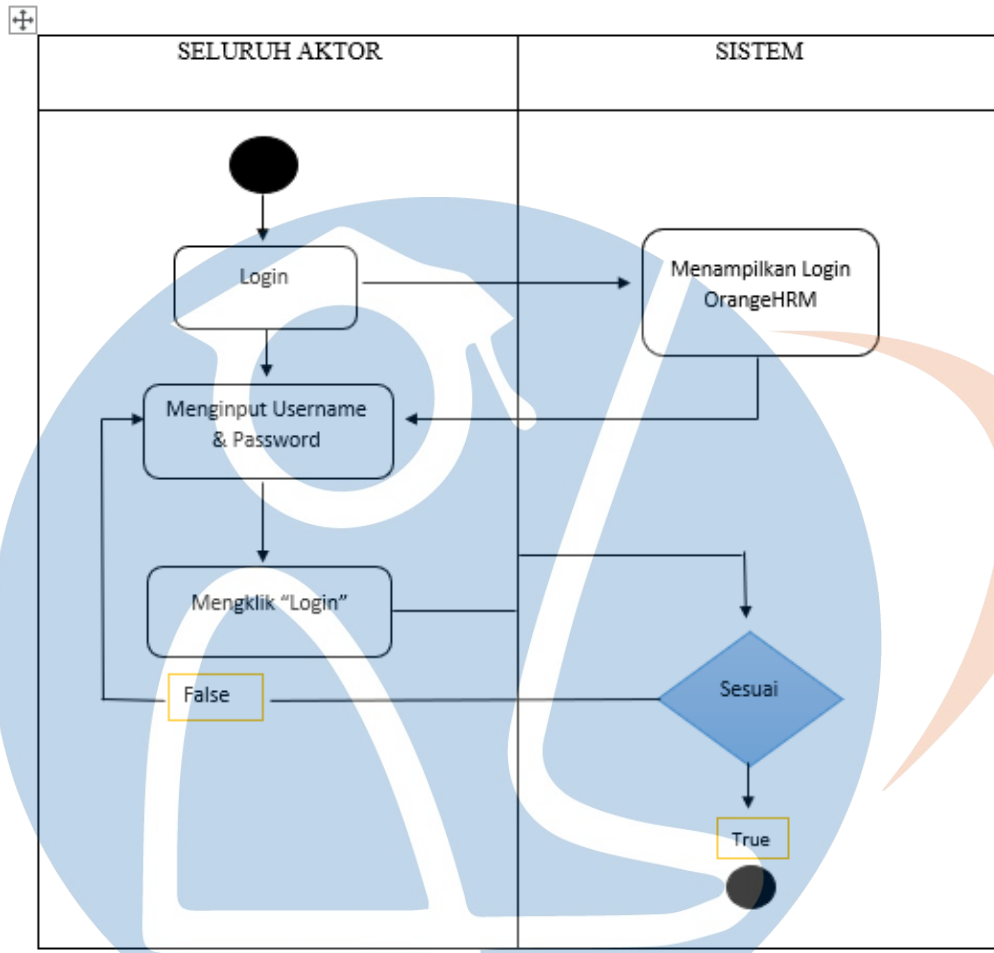 SELURUH AKTOR
SISTEM
Login
Menampilkan Login
OrangeHRM
Menginput Username
& Password
Mengklik “Login”
False
Sesuai
True